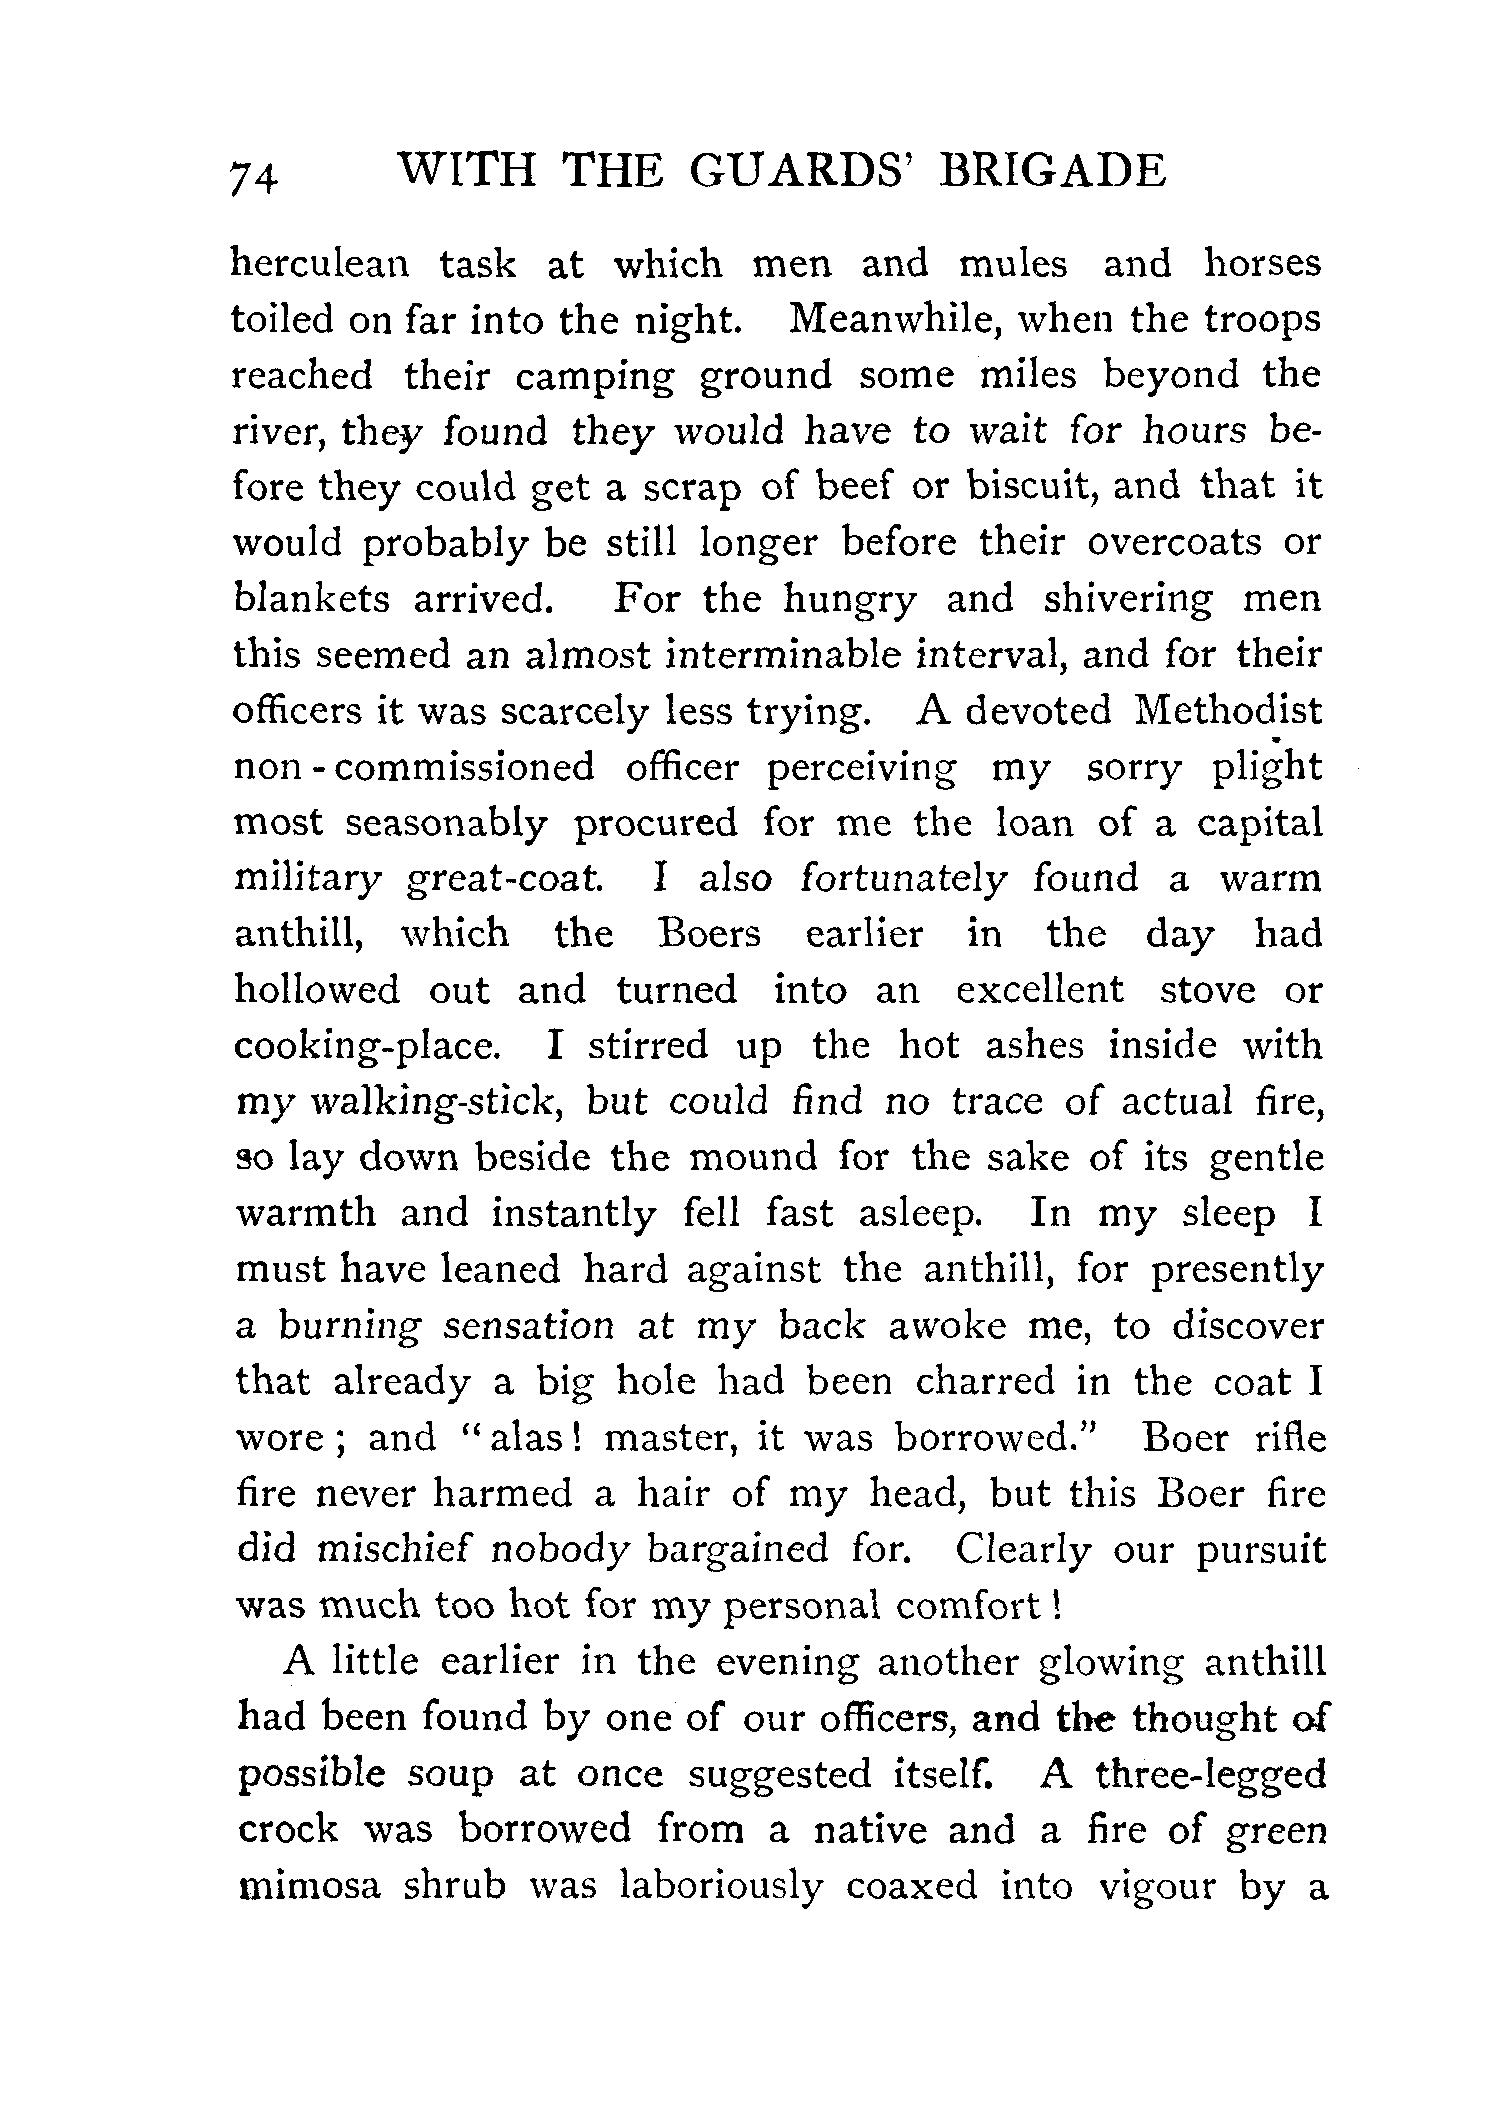 74 WITH THE GUARDS' BRIGADE
herculean task at which men and mules and horses
toiled on far into the night. Meanwhile, when the troops
reached their camping ground some miles beyond the
river, they found they would have to wait for hours be-
fore they could get a scrap of beef or biscuit, and that it
would probably be still longer before their overcoats or
blankets arrived. For the hungry and shivering men
this seemed an almost interminable interval, and for their
officers it was scarcely less trying. A devoted Methodist
non-commissioned officer perceiving my sorry plight
most seasonably procured for me the loan of a capital
military great-coat. I also fortunately found a warm
anthill, which the Boers earlier in the day had
hollowed out and turned into an excellent stove or
cooking-place. I stirred up the hot ashes inside with
my walking-stick, but could find no trace of actual fire,
so lay down beside the mound for the sake of its gentle
warmth and instantly fell fast asleep. In my sleep I
must have leaned hard against the anthill, for presently
a burning sensation at my back awoke me, to discover
that already a big hole had been charred in the coat I
wore; and "alas! master, it was borrowed." Boer rifle
fire never harmed a hair of my head, but this Boer fire
did mischief nobody bargained for. Clearly our pursuit
was much too hot for my personal comfort!
A little earlier in the evening another glowing anthill
had been found by one of our officers, and the thought of
possible soup at once suggested itself. A three-legged
crock was borrowed from a native and a fire of green
mimosa shrub was laboriously coaxed into vigour by a